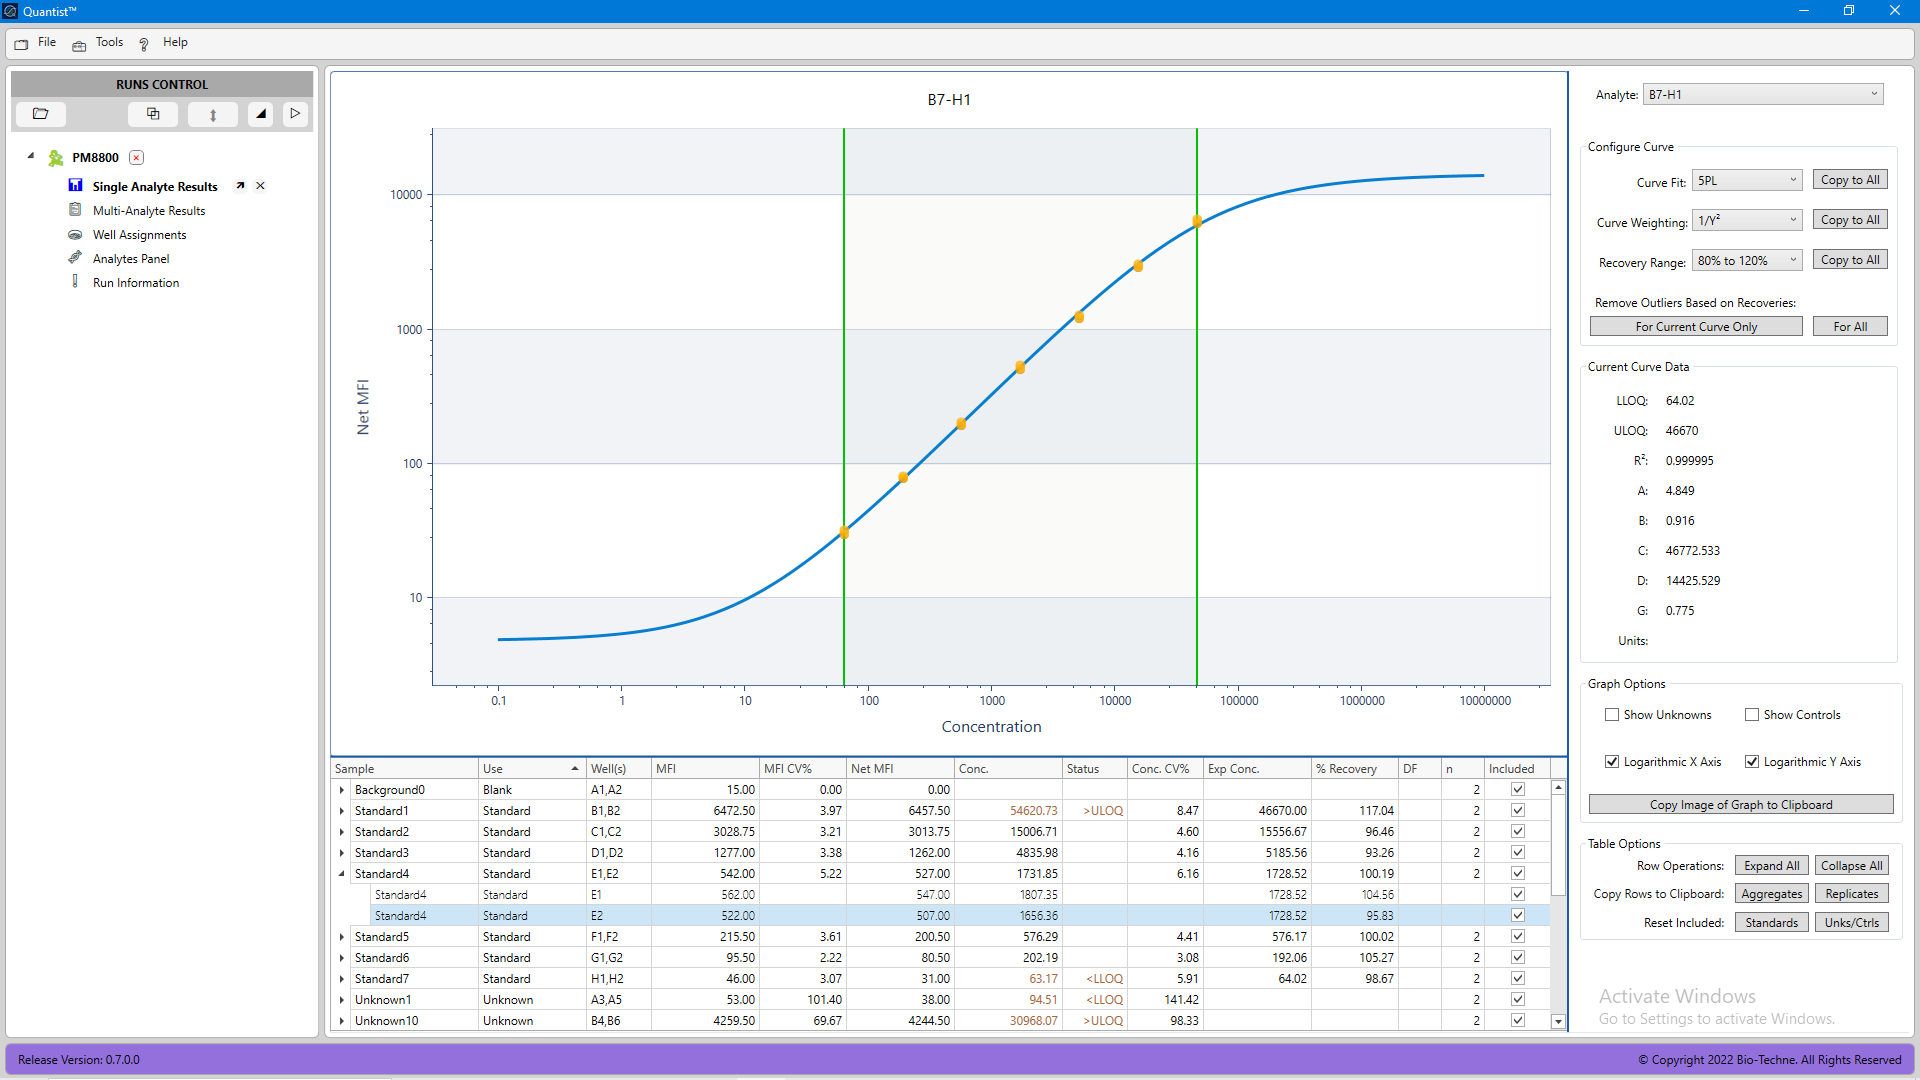 Quantist™
File Tools Help
RUNS CONTROL
PM8800
Single Analyte Results
Multi-Analyte Results
Well Assignments
Analytes Panel
Run Information
B7-H1
10000
1000
100
10
Net MFI
0.1 1 10 100 1000 10000 100000 1000000 10000000
Concentration
Sample Use Well(s) MFI MFI CV% Net MFI Conc. Status Conc. CV% Exp Conc. % Recovery DF n Included
Background0 Blank A1,A2 15.00 0.00 0.00 2
Standard1 Standard B1,B2 6472.50 3.97 6457.50 54620.73 >ULOQ 8.47 46670.00 117.04 2
Standard2 Standard C1,C2 3028.75 3.21 3013.75 15006.71 4.60 15556.67 96.46 2
Standard3 Standard D1,D2 1277.00 3.38 1262.00 4835.98 4.16 5185.56 93.26 2
Standard4 Standard E1,E2 542.00 5.22 527.00 1731.85 6.16 1728.52 100.19 2
Standard4 Standard E1 562.00 547.00 1807.35 1728.52 104.56
Standard4 Standard E2 522.00 507.00 1656.36 1728.52 95.83
Standard5 Standard F1,F2 215.50 3.61 200.50 576.29 4.41 576.17 100.02 2
Standard6 Standard G1,G2 95.50 2.22 80.50 202.19 3.08 192.06 105.27 2
Standard7 Standard H1,H2 46.00 3.07 31.00 63.17 <LLOQ 5.91 64.02 98.67 2
Unknown1 Unknown A3,A5 53.00 101.40 38.00 94.51 <LLOQ 141.42 2
Unknown10 Unknown B4,B6 4259.50 69.67 4244.50 30968.07 >ULOQ 98.33 2
Analyte: B7-H1
Configure Curve
Curve Fit: 5PL Copy to All
Curve Weighting: 1/Y² Copy to All
Recovery Range: 80% to 120% Copy to All
Remove Outliers Based on Recoveries:
For Current Curve Only For All
Current Curve Data
LLOQ: 64.02
ULOQ: 46670
R²: 0.999995
A: 4.849
B: 0.916
C: 46772.533
D: 14425.529
G: 0.775
Units:
Graph Options
Show Unknowns Show Controls
Logarithmic X Axis Logarithmic Y Axis
Copy Image of Graph to Clipboard
Table Options
Row Operations: Expand All Collapse All
Copy Rows to Clipboard: Aggregates Replicates
Reset Included: Standards Unks/Ctrls
Activate Windows
Go to Settings to activate Windows.
Release Version: 0.7.0.0
© Copyright 2022 Bio-Techne. All Rights Reserved